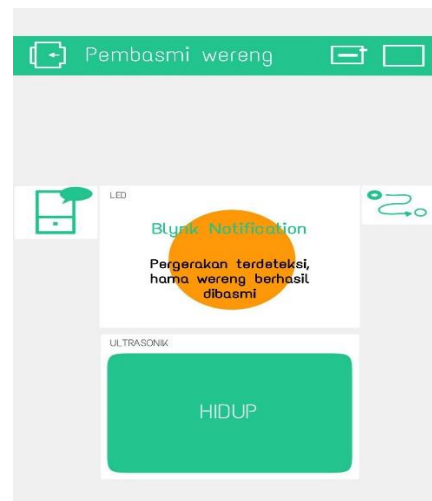 Pembasmi wereng
LED
Blynk Notification
Pergerakan terdeteksi,
hama wereng berhasil
dibasmi
ULTRASONIK
HIDUP